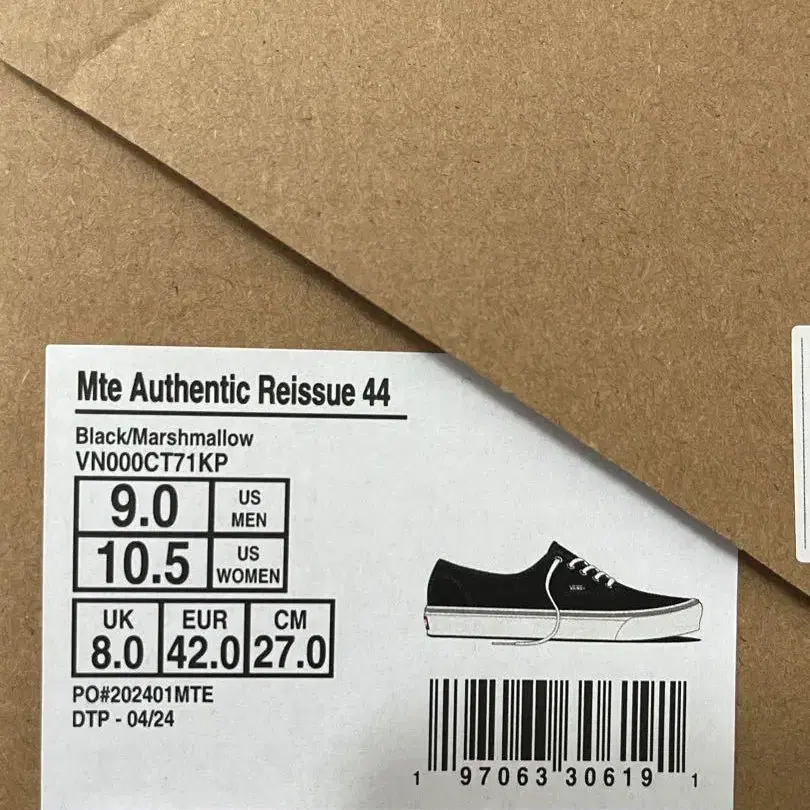 Mte Authentic Reissue 44
Black/Marshmallow
VN000CT71KP
9.0 US MEN
10.5 US WOMEN
UK EUR CM
8.0 42.0 27.0
PO#202401MTE
DTP - 04/24
VANS
1 97063 30619 1